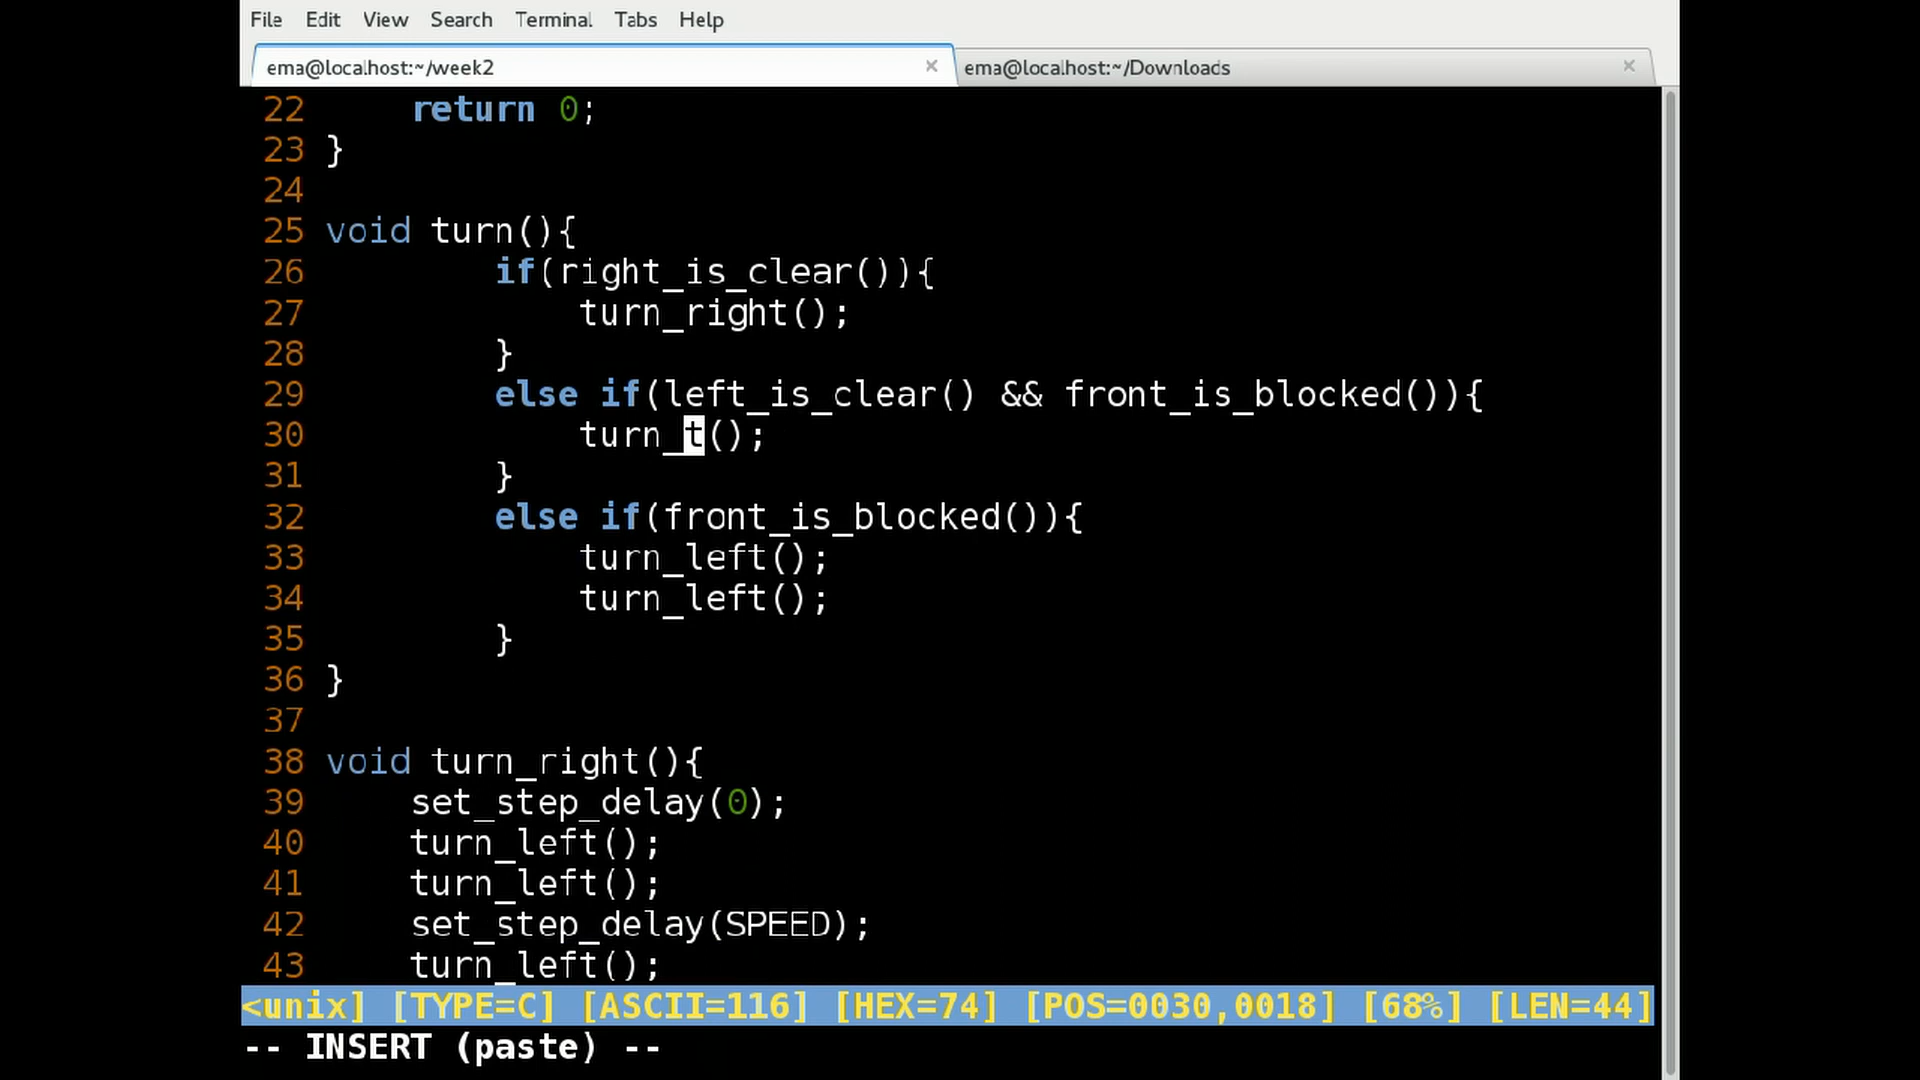 File Edit View Search Terminal Tabs Help
ema@localhost:~/week2 × ema@localhost:~/Downloads ×
22     return 0;
23 }
24
25 void turn(){
26         if(right_is_clear()){
27             turn_right();
28         }
29         else if(left_is_clear() && front_is_blocked()){
30             turn_t();
31         }
32         else if(front_is_blocked()){
33             turn_left();
34             turn_left();
35         }
36 }
37
38 void turn_right(){
39     set_step_delay(0);
40     turn_left();
41     turn_left();
42     set_step_delay(SPEED);
43     turn_left();
<unix] [TYPE=C] [ASCII=116] [HEX=74] [POS=0030,0018] [68%] [LEN=44]
-- INSERT (paste) --